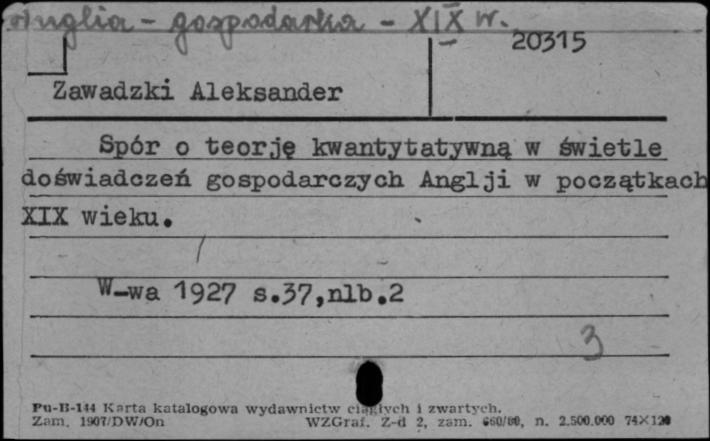 Anglia - gospodarka - XIX w.
20315
Zawadzki Aleksander
Spór o teorję kwantytatywną w świetle
doświadczeń gospodarczych Anglji w początkach
XIX wieku.
W-wa 1927 s.37,nlb.2
3
Pu-B-144 Karta katalogowa wydawnictw ciągłych i zwartych.
Zam. 1907/DW/On WZGraf. Z-d 2, zam. 660/80, n. 2.500.000 74×120